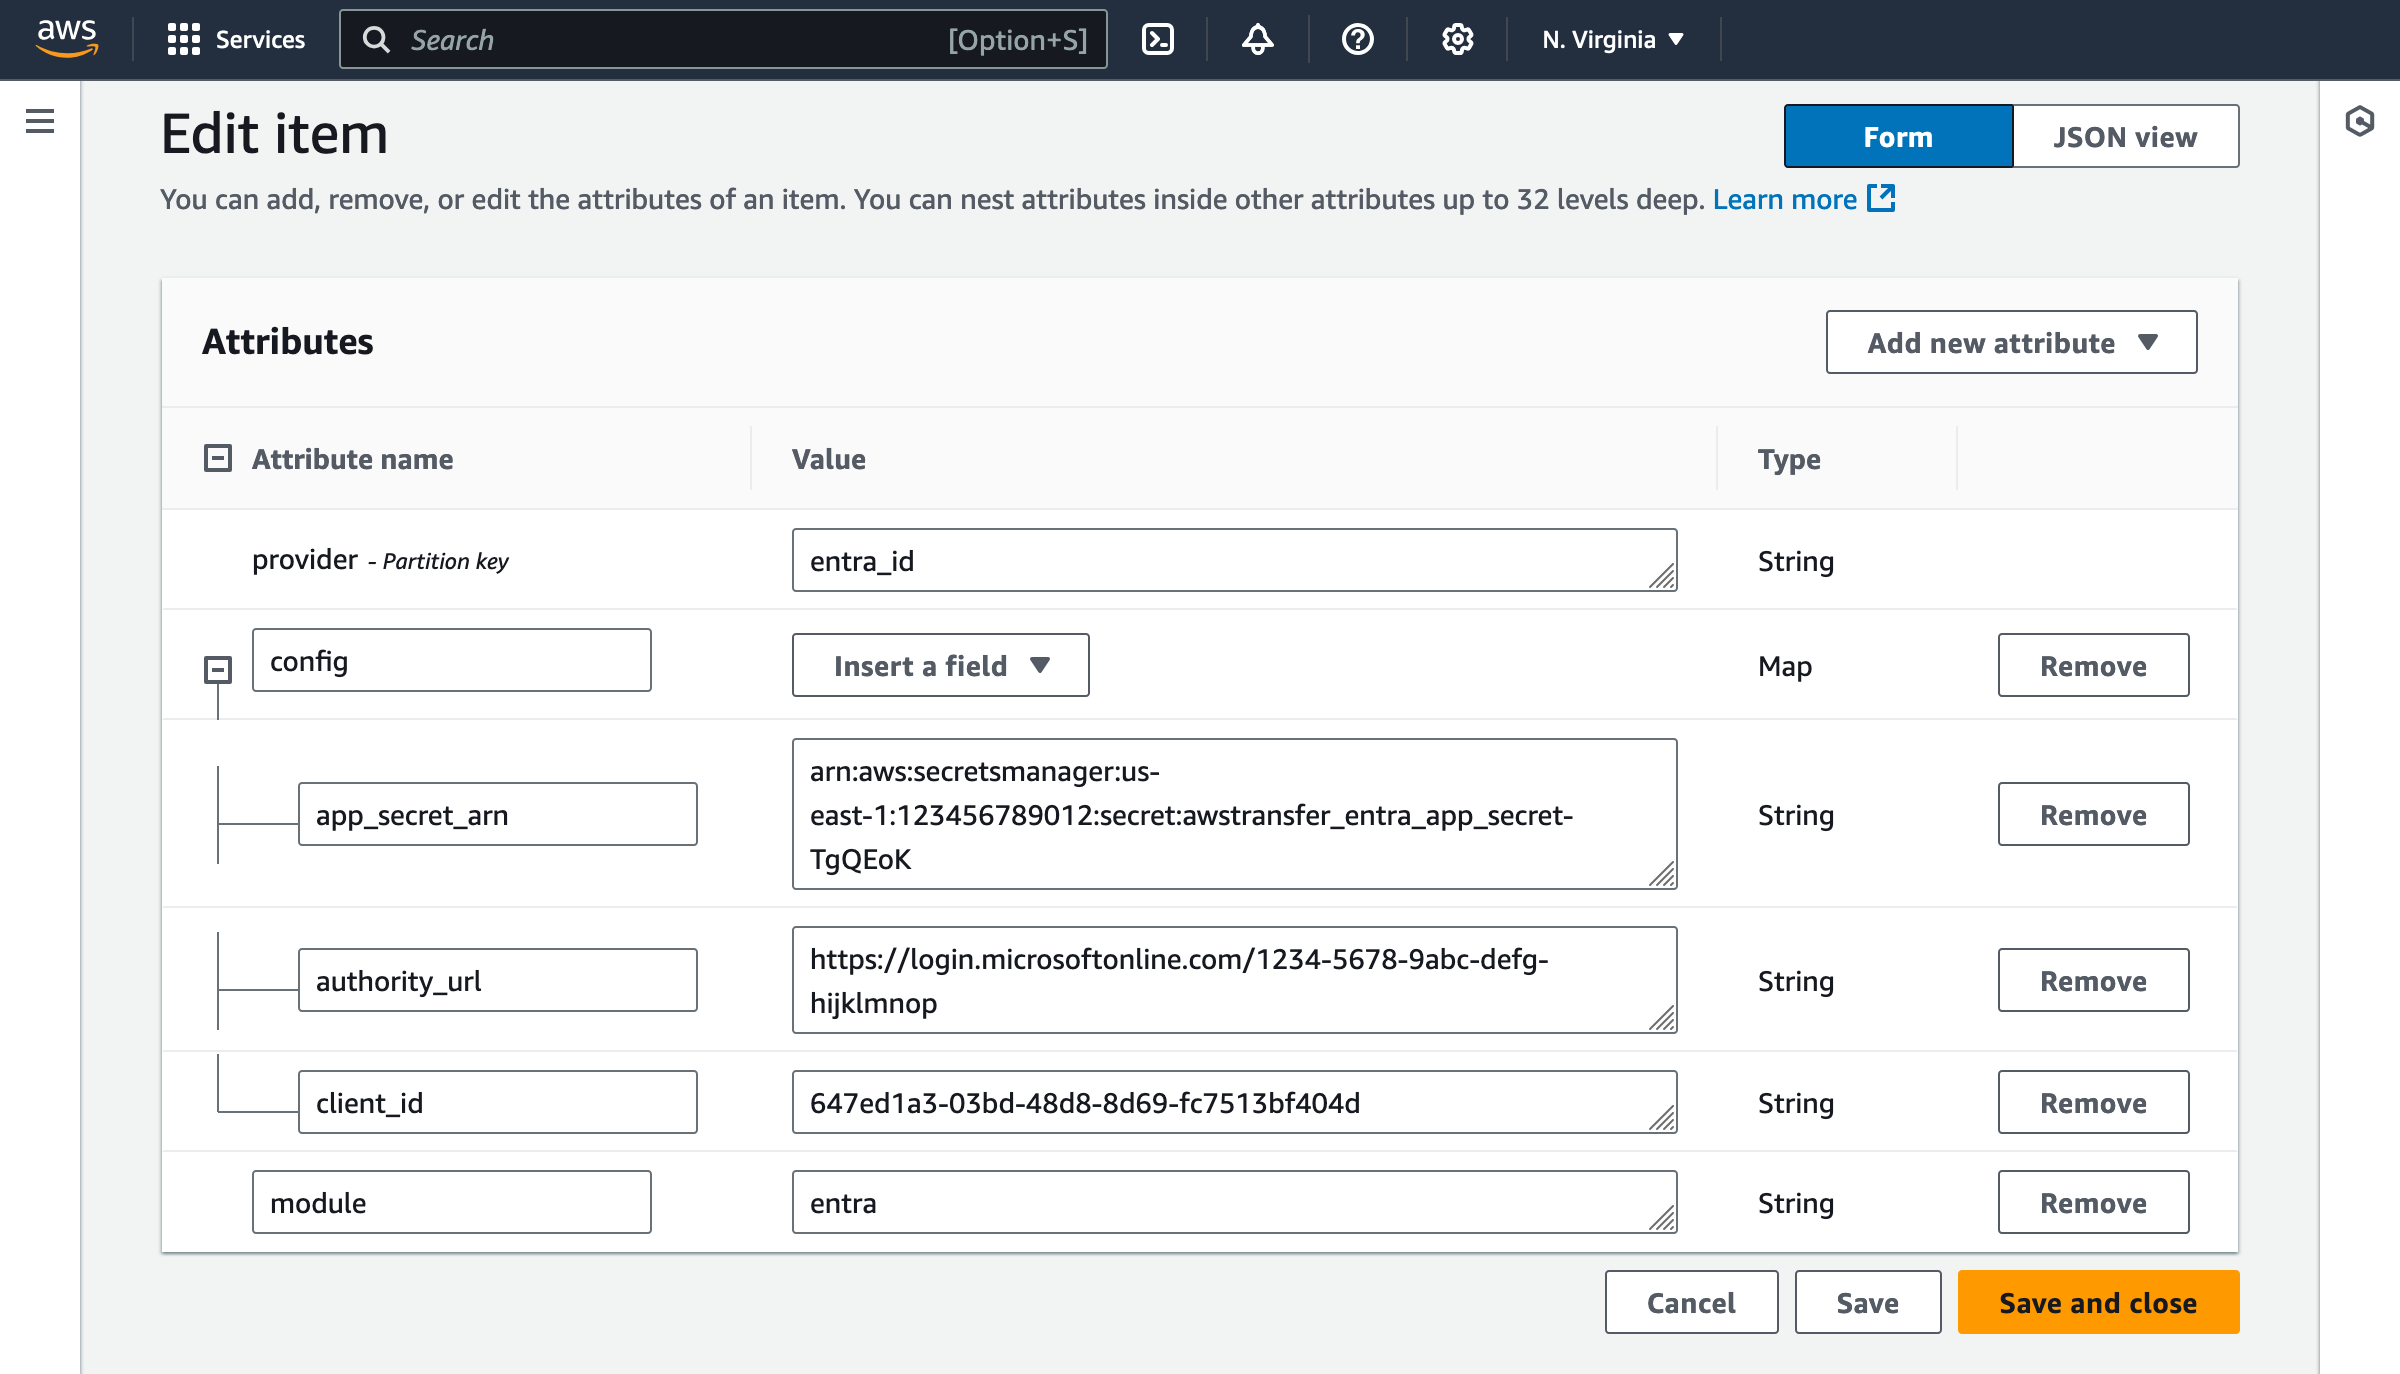 aws
Services
Search
[Option+S]
N. Virginia
Edit item
Form
JSON view
You can add, remove, or edit the attributes of an item. You can nest attributes inside other attributes up to 32 levels deep. Learn more
Attributes
Add new attribute
Attribute name
Value
Type
provider - Partition key
entra_id
String
config
Insert a field
Map
Remove
app_secret_arn
arn:aws:secretsmanager:us-
east-1:123456789012:secret:awstransfer_entra_app_secret-
TgQEoK
String
Remove
authority_url
https://login.microsoftonline.com/1234-5678-9abc-defg-
hijklmnop
String
Remove
client_id
647ed1a3-03bd-48d8-8d69-fc7513bf404d
String
Remove
module
entra
String
Remove
Cancel
Save
Save and close